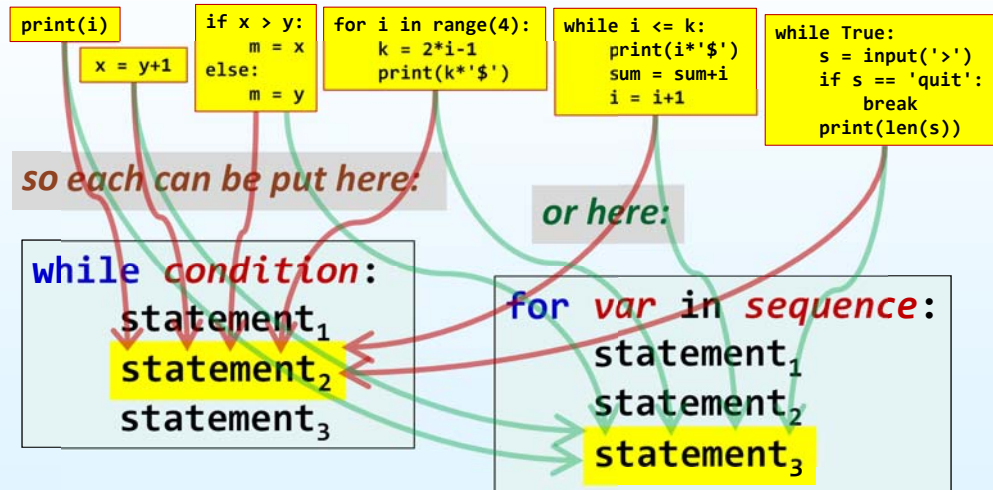 print(i)
x = y+1
if x > y:
    m = x
else:
    m = y
for i in range(4):
    k = 2*i-1
    print(k*'$')
while i <= k:
    print(i*'$')
    sum = sum+i
    i = i+1
while True:
    s = input('>')
    if s == 'quit':
        break
    print(len(s))
so each can be put here:
or here:
while condition:
    statement₁
    statement₂
    statement₃
for var in sequence:
    statement₁
    statement₂
    statement₃